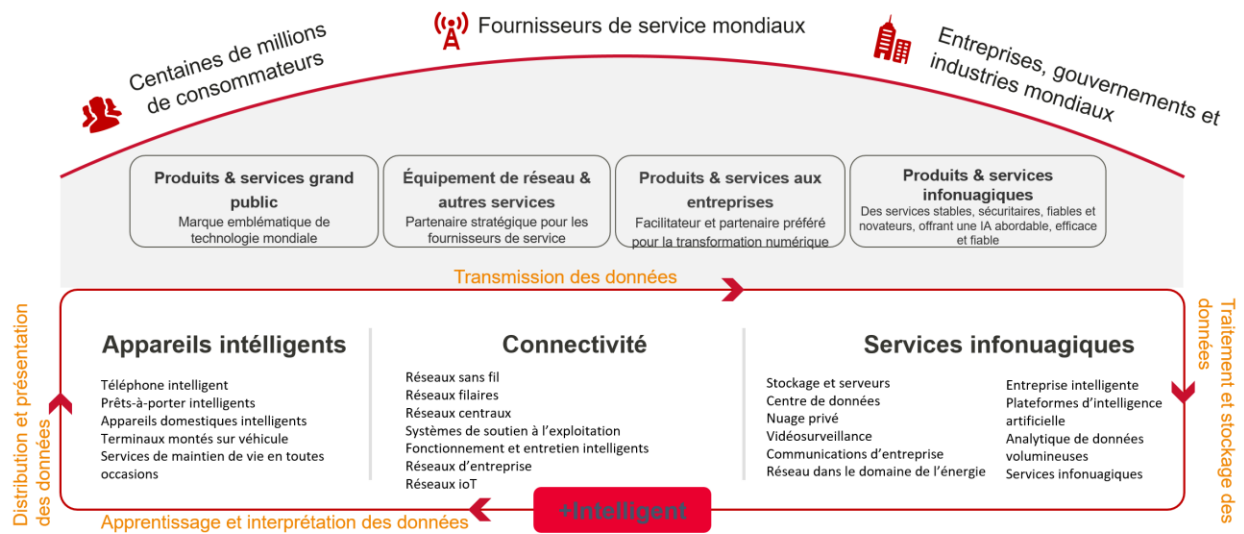 Centaines de millions
de consommateurs
Fournisseurs de service mondiaux
Entreprises, gouvernements et
industries mondiaux
Produits & services grand
public
Marque emblématique de
technologie mondiale
Équipement de réseau &
autres services
Partenaire stratégique pour les
fournisseurs de service
Produits & services aux
entreprises
Facilitateur et partenaire préféré
pour la transformation numérique
Produits & services
infonuagiques
Des services stables, sécuritaires, fiables et
novateurs, offrant une IA abordable, efficace
et fiable
Transmission des données
Distribution et présentation
des données
Appareils intélligents
Téléphone intelligent
Prêts-à-porter intelligents
Appareils domestiques intelligents
Terminaux montés sur véhicule
Services de maintien de vie en toutes
occasions
Connectivité
Réseaux sans fil
Réseaux filaires
Réseaux centraux
Systèmes de soutien à l'exploitation
Fonctionnement et entretien intelligents
Réseaux d'entreprise
Réseaux ioT
Services infonuagiques
Stockage et serveurs
Centre de données
Nuage privé
Vidéosurveillance
Communications d'entreprise
Réseau dans le domaine de l'énergie
Entreprise intelligente
Plateformes d'intelligence
artificielle
Analytique de données
volumineuses
Services infonuagiques
Traitement et stockage des
données
+Intelligent
Apprentissage et interprétation des données